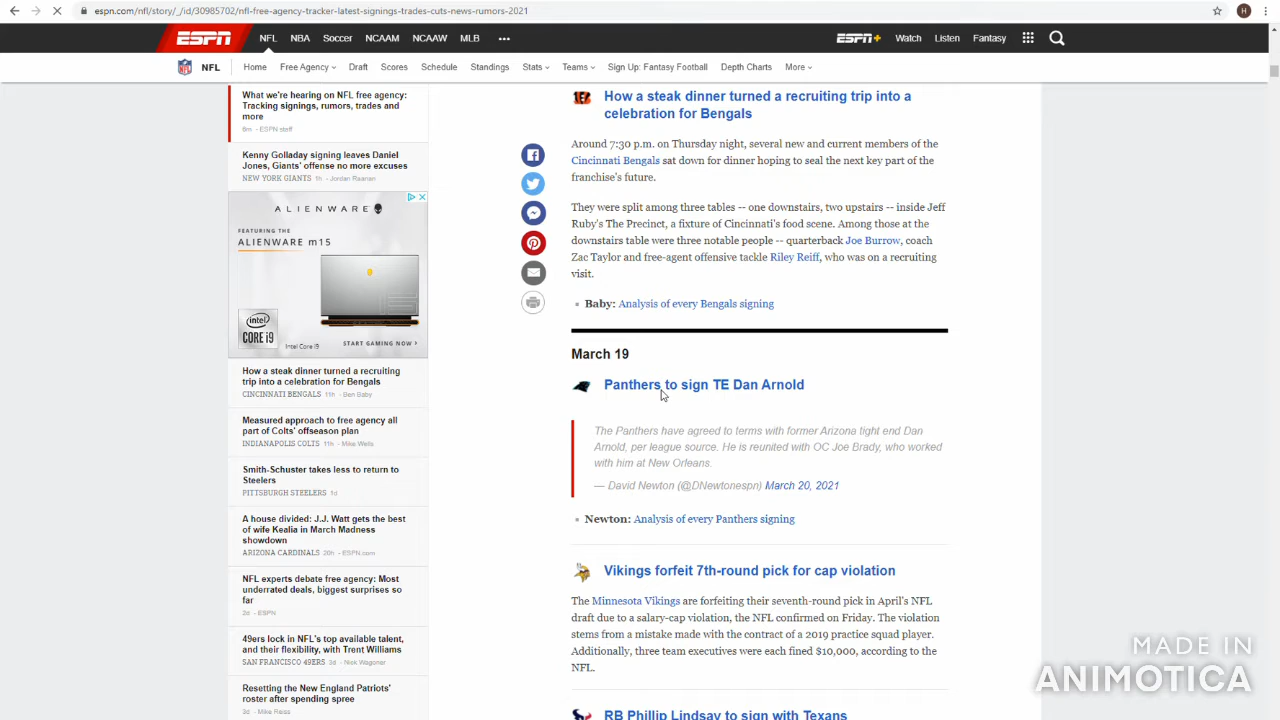 espn.com/nfl/story/_/id/30985702/nfl-free-agency-tracker-latest-signings-trades-cuts-news-rumors-2021
H
ESPN NFL NBA Soccer NCAAM NCAAW MLB ••• ESPN+ Watch Listen Fantasy
NFL Home Free Agency Draft Scores Schedule Standings Stats Teams Sign Up: Fantasy Football Depth Charts More
What we're hearing on NFL free agency:
Tracking signings, rumors, trades and
more
6m - ESPN staff
Kenny Golladay signing leaves Daniel
Jones, Giants' offense no more excuses
NEW YORK GIANTS 1h - Jordan Raanan
ALIENWARE
FEATURING THE
ALIENWARE m15
intel
CORE i9
Intel Core i9
START GAMING NOW >
How a steak dinner turned a recruiting
trip into a celebration for Bengals
CINCINNATI BENGALS 11h - Ben Baby
Measured approach to free agency all
part of Colts' offseason plan
INDIANAPOLIS COLTS 11h - Mike Wells
Smith-Schuster takes less to return to
Steelers
PITTSBURGH STEELERS 1d
A house divided: J.J. Watt gets the best
of wife Kealia in March Madness
showdown
ARIZONA CARDINALS 20h - ESPN.com
NFL experts debate free agency: Most
underrated deals, biggest surprises so
far
2d - ESPN
49ers lock in NFL's top available talent,
and their flexibility, with Trent Williams
SAN FRANCISCO 49ERS 3d - Nick Wagoner
Resetting the New England Patriots'
roster after spending spree
3d - Mike Reiss
How a steak dinner turned a recruiting trip into a
celebration for Bengals
Around 7:30 p.m. on Thursday night, several new and current members of the
Cincinnati Bengals sat down for dinner hoping to seal the next key part of the
franchise's future.
They were split among three tables -- one downstairs, two upstairs -- inside Jeff
Ruby's The Precinct, a fixture of Cincinnati's food scene. Among those at the
downstairs table were three notable people -- quarterback Joe Burrow, coach
Zac Taylor and free-agent offensive tackle Riley Reiff, who was on a recruiting
visit.
Baby: Analysis of every Bengals signing
March 19
Panthers to sign TE Dan Arnold
The Panthers have agreed to terms with former Arizona tight end Dan
Arnold, per league source. He is reunited with OC Joe Brady, who worked
with him at New Orleans.
— David Newton (@DNewtonespn) March 20, 2021
Newton: Analysis of every Panthers signing
Vikings forfeit 7th-round pick for cap violation
The Minnesota Vikings are forfeiting their seventh-round pick in April's NFL
draft due to a salary-cap violation, the NFL confirmed on Friday. The violation
stems from a mistake made with the contract of a 2019 practice squad player.
Additionally, three team executives were each fined $10,000, according to the
NFL.
RB Phillip Lindsay to sign with Texans
MADE IN
ANIMOTICA